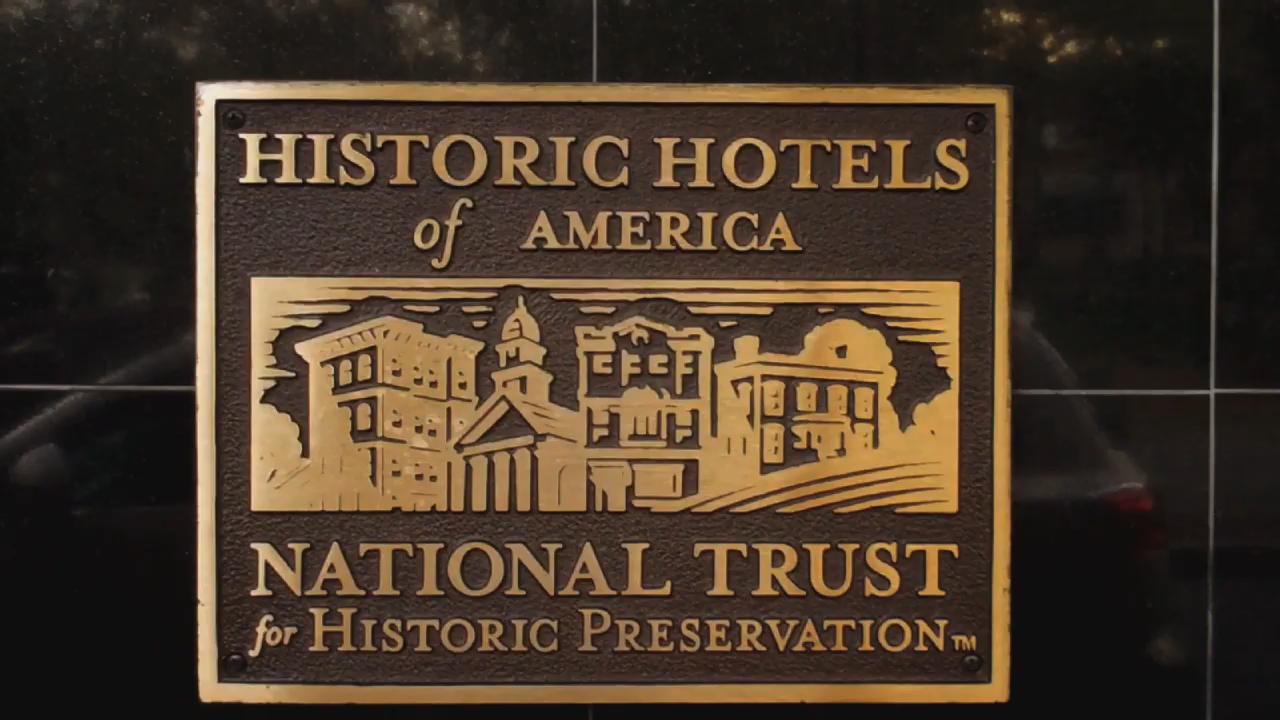 HISTORIC HOTELS
of AMERICA
NATIONAL TRUST
for HISTORIC PRESERVATION™